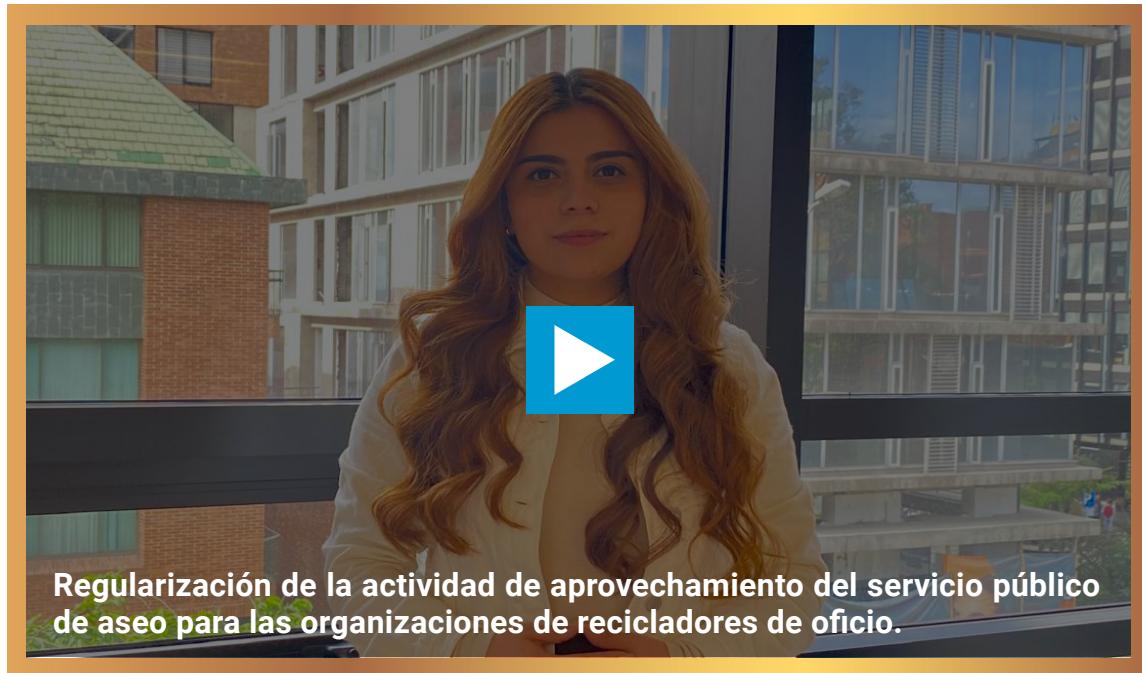 Regularización de la actividad de aprovechamiento del servicio público
de aseo para las organizaciones de recicladores de oficio.